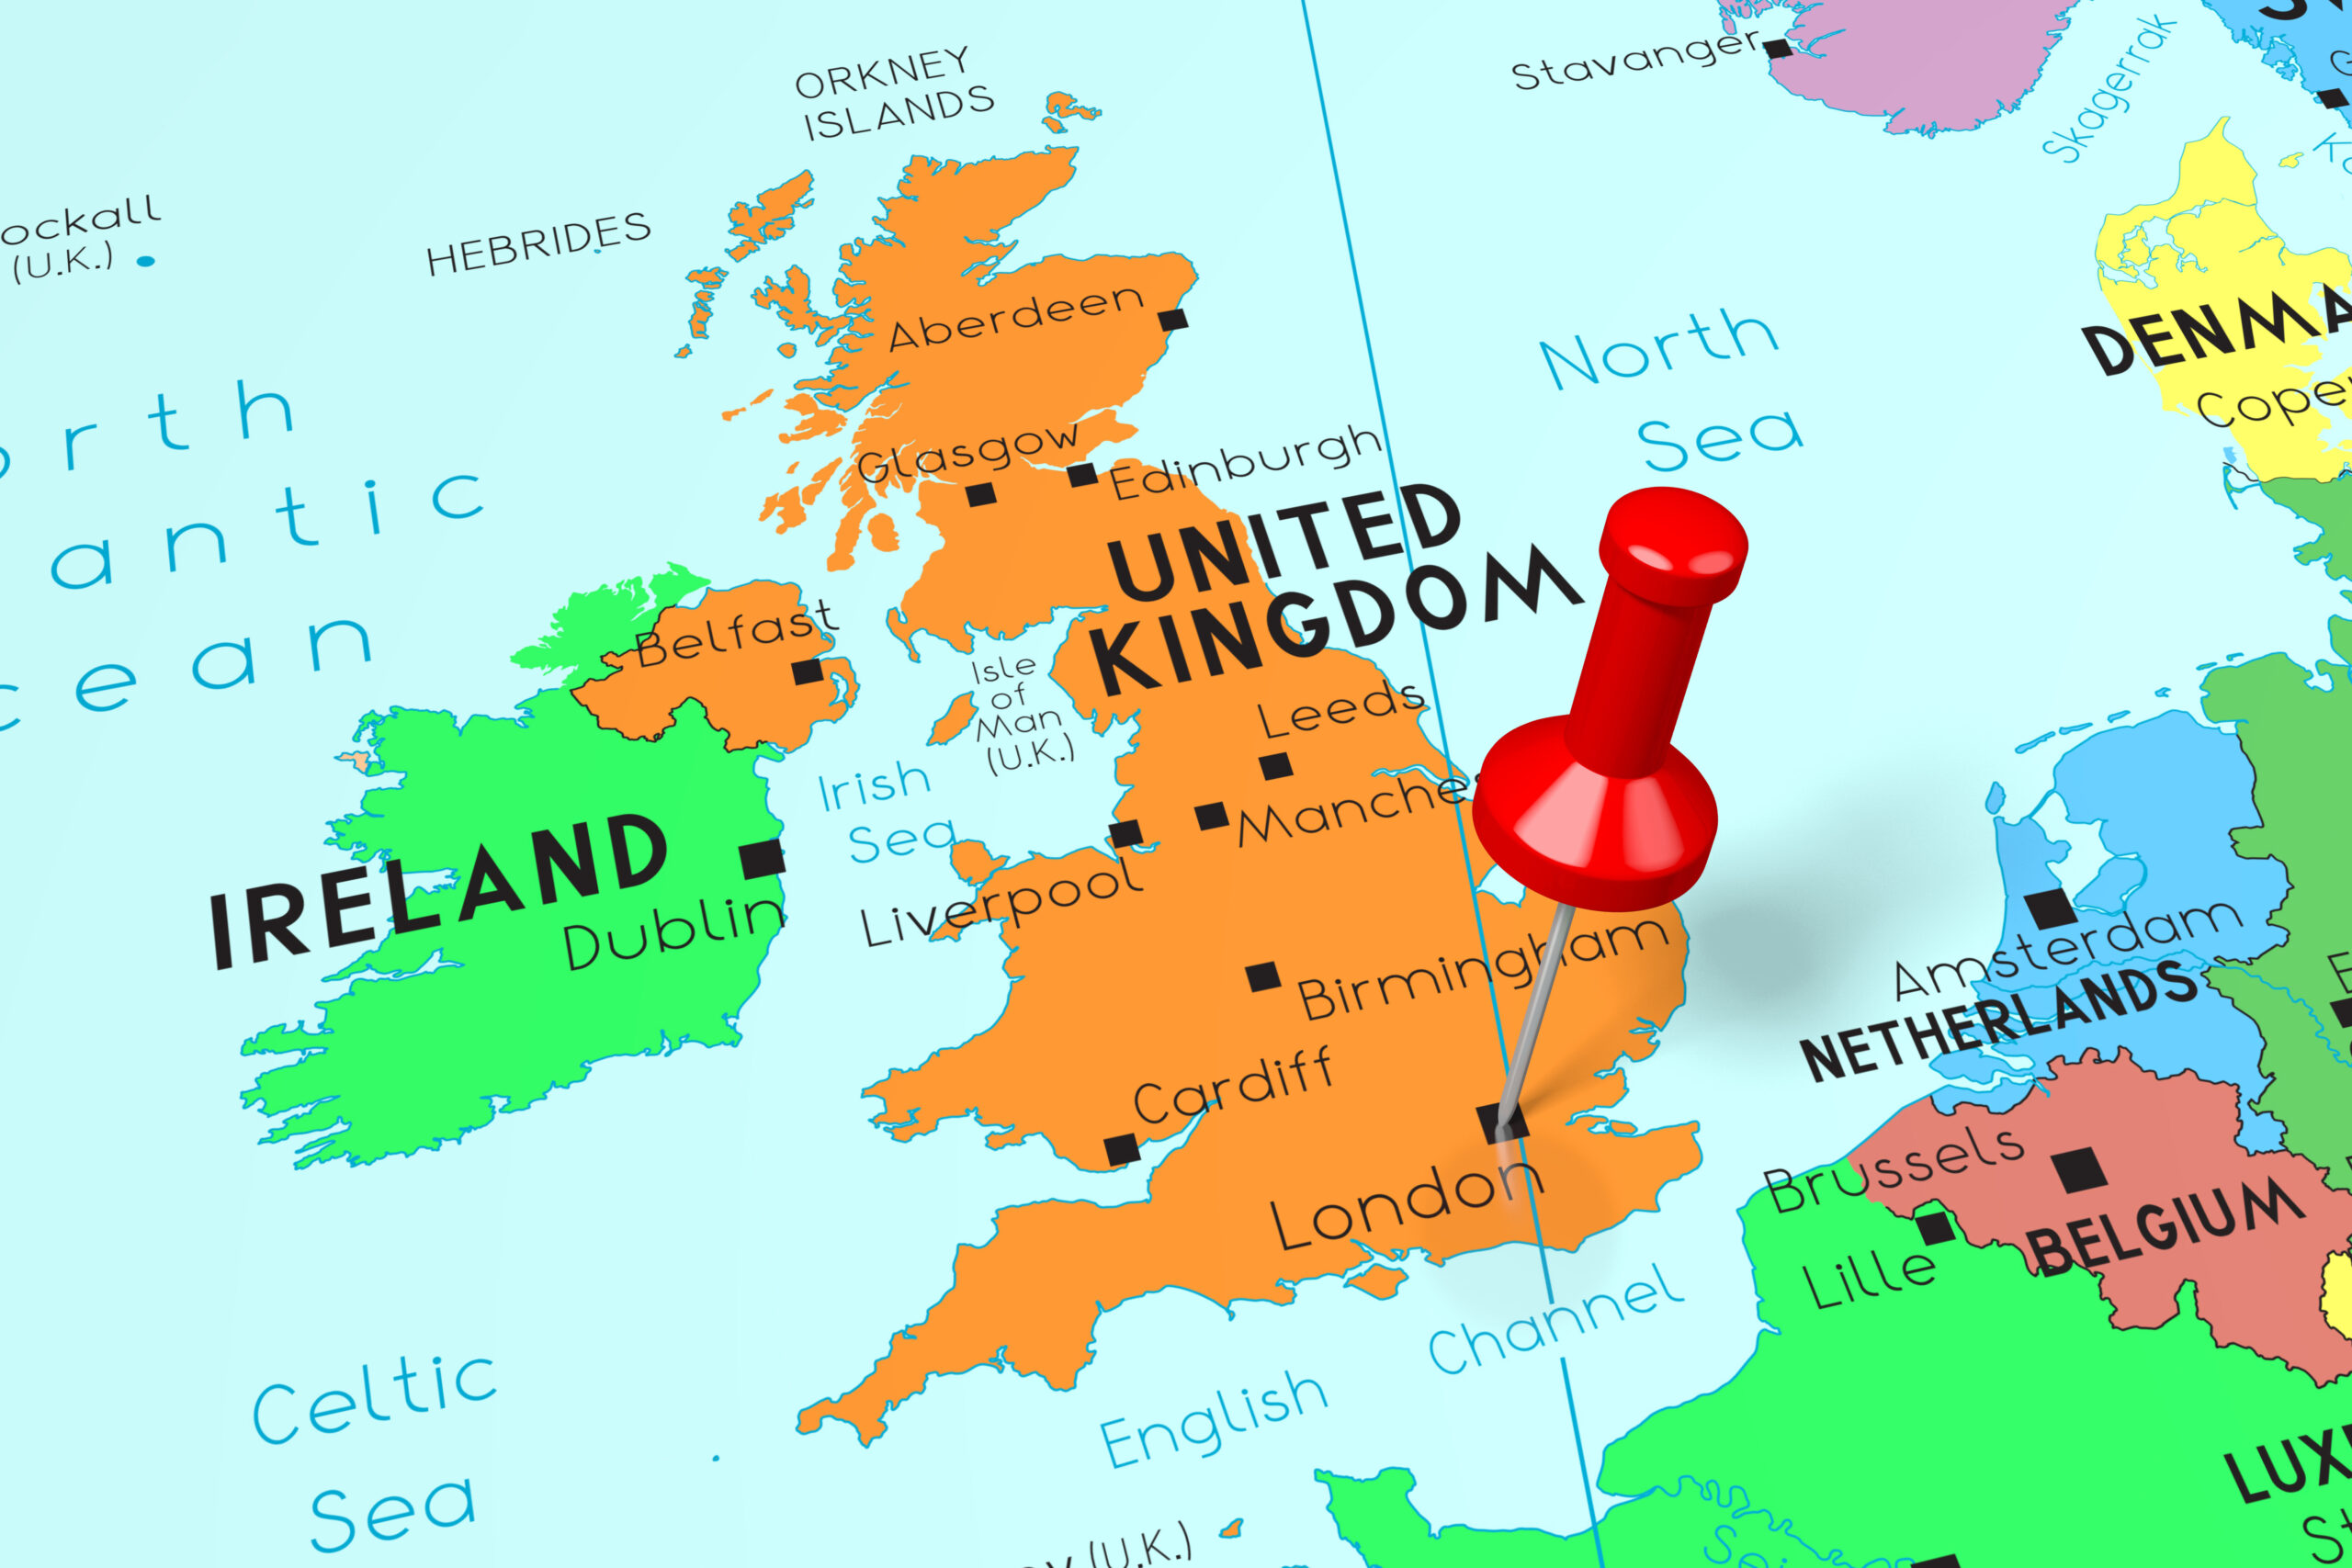 ORKNEY
ISLANDS
Stavanger
Skagerrak
ockall
(U.K.)
HEBRIDES
Aberdeen
North
Sea
DENMA
Cope
orth
antic
cean
Glasgow
Edinburgh
UNITED
KINGDOM
Belfast
Isle
of
Man
(U.K.)
Leeds
Irish
Sea
Manche
IRELAND
Dublin
Liverpool
Birmingham
Amsterdam
NETHERLANDS
Cardiff
London
Brussels
BELGIUM
Lille
Channel
English
Celtic
Sea
LUX
(U.K.)